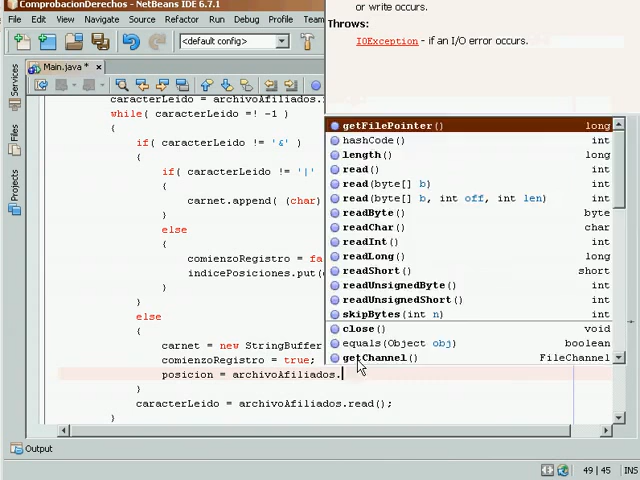 ComprobacionDerechos - NetBeans IDE 6.7.1
File Edit View Navigate Source Refactor Run Debug Profile Team
<default config>
or write occurs.
Throws:
IOException - if an I/O error occurs.
Services
Files
Projects
Main.java * x
caracterLeido = archivoAfiliados.
while( caracterLeido =! -1 )
{
if( caracterLeido != '&'
{
if( caracterLeido != '|'
{
carnet.append( (char)
}
else
{
comienzoRegistro = fa
indicePosiciones.put(
}
}
else
{
carnet = new StringBuffer
comienzoRegistro = true;
posicion = archivoAfiliados.
}
caracterLeido = archivoAfiliados.read();
}
getFilePointer() long
hashCode() int
length() long
read() int
read(byte[] b) int
read(byte[] b, int off, int len) int
readByte() byte
readChar() char
readInt() int
readLong() long
readShort() short
readUnsignedByte() int
readUnsignedShort() int
skipBytes(int n) int
close() void
equals(Object obj) boolean
getChannel() FileChannel
Output
49 | 45 INS